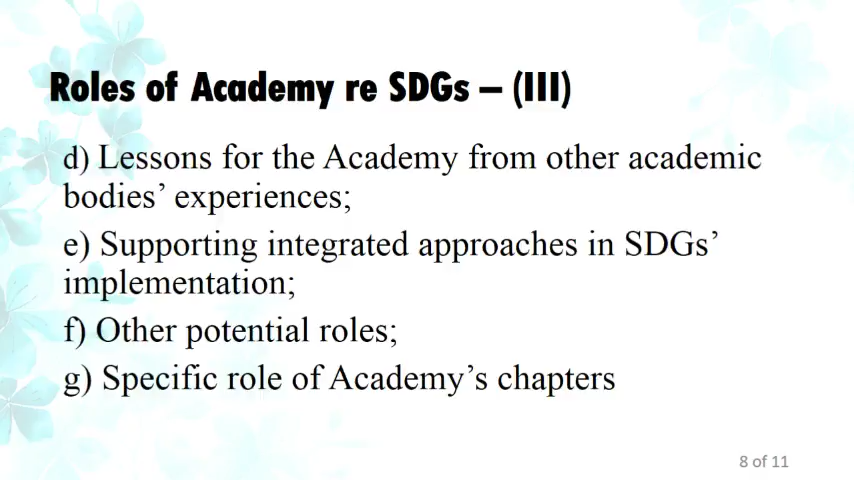 Roles of Academy re SDGs – (III)
d) Lessons for the Academy from other academic
bodies’ experiences;
e) Supporting integrated approaches in SDGs’
implementation;
f) Other potential roles;
g) Specific role of Academy’s chapters
8 of 11